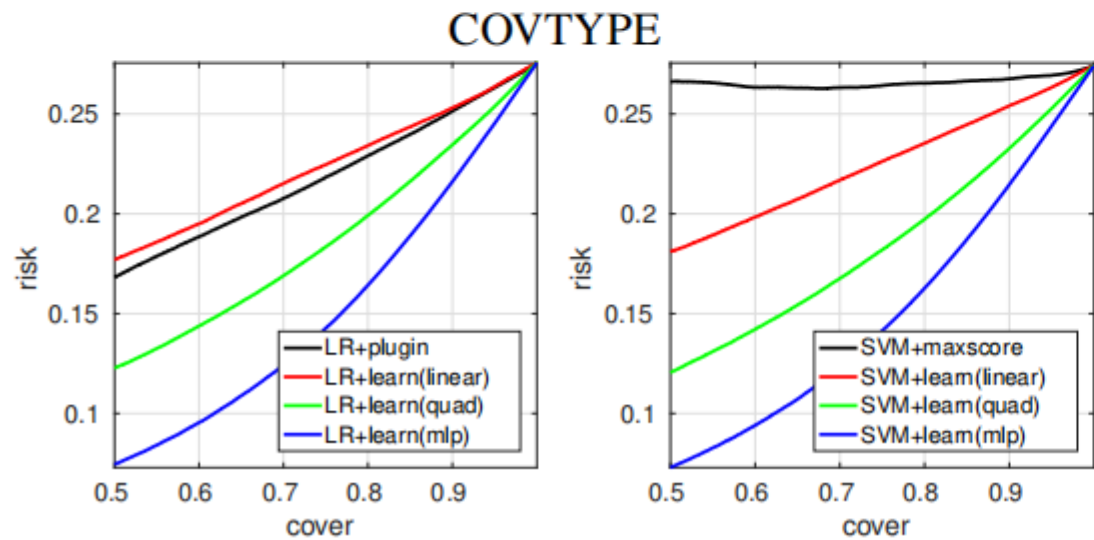 COVTYPE
risk
0.25
0.2
0.15
0.1
LR+plugin
LR+learn(linear)
LR+learn(quad)
LR+learn(mlp)
0.5 0.6 0.7 0.8 0.9
cover
risk
0.25
0.2
0.15
0.1
SVM+maxscore
SVM+learn(linear)
SVM+learn(quad)
SVM+learn(mlp)
0.5 0.6 0.7 0.8 0.9
cover